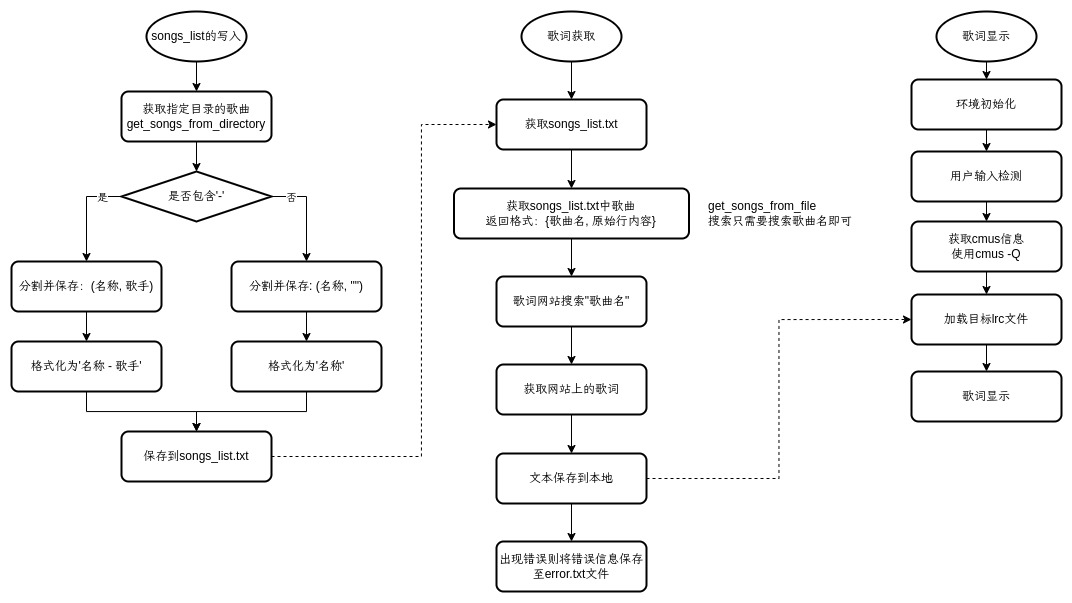 songs_list的写入
获取指定目录的歌曲
get_songs_from_directory
是否包含'-'
是
否
分割并保存：(名称, 歌手)
分割并保存: (名称, "")
格式化为'名称 - 歌手'
格式化为'名称'
保存到songs_list.txt
歌词获取
获取songs_list.txt
获取songs_list.txt中歌曲
返回格式：{歌曲名, 原始行内容}
get_songs_from_file
搜索只需要搜索歌曲名即可
歌词网站搜索"歌曲名"
获取网站上的歌词
文本保存到本地
出现错误则将错误信息保存
至error.txt文件
歌词显示
环境初始化
用户输入检测
获取cmus信息
使用cmus -Q
加载目标lrc文件
歌词显示